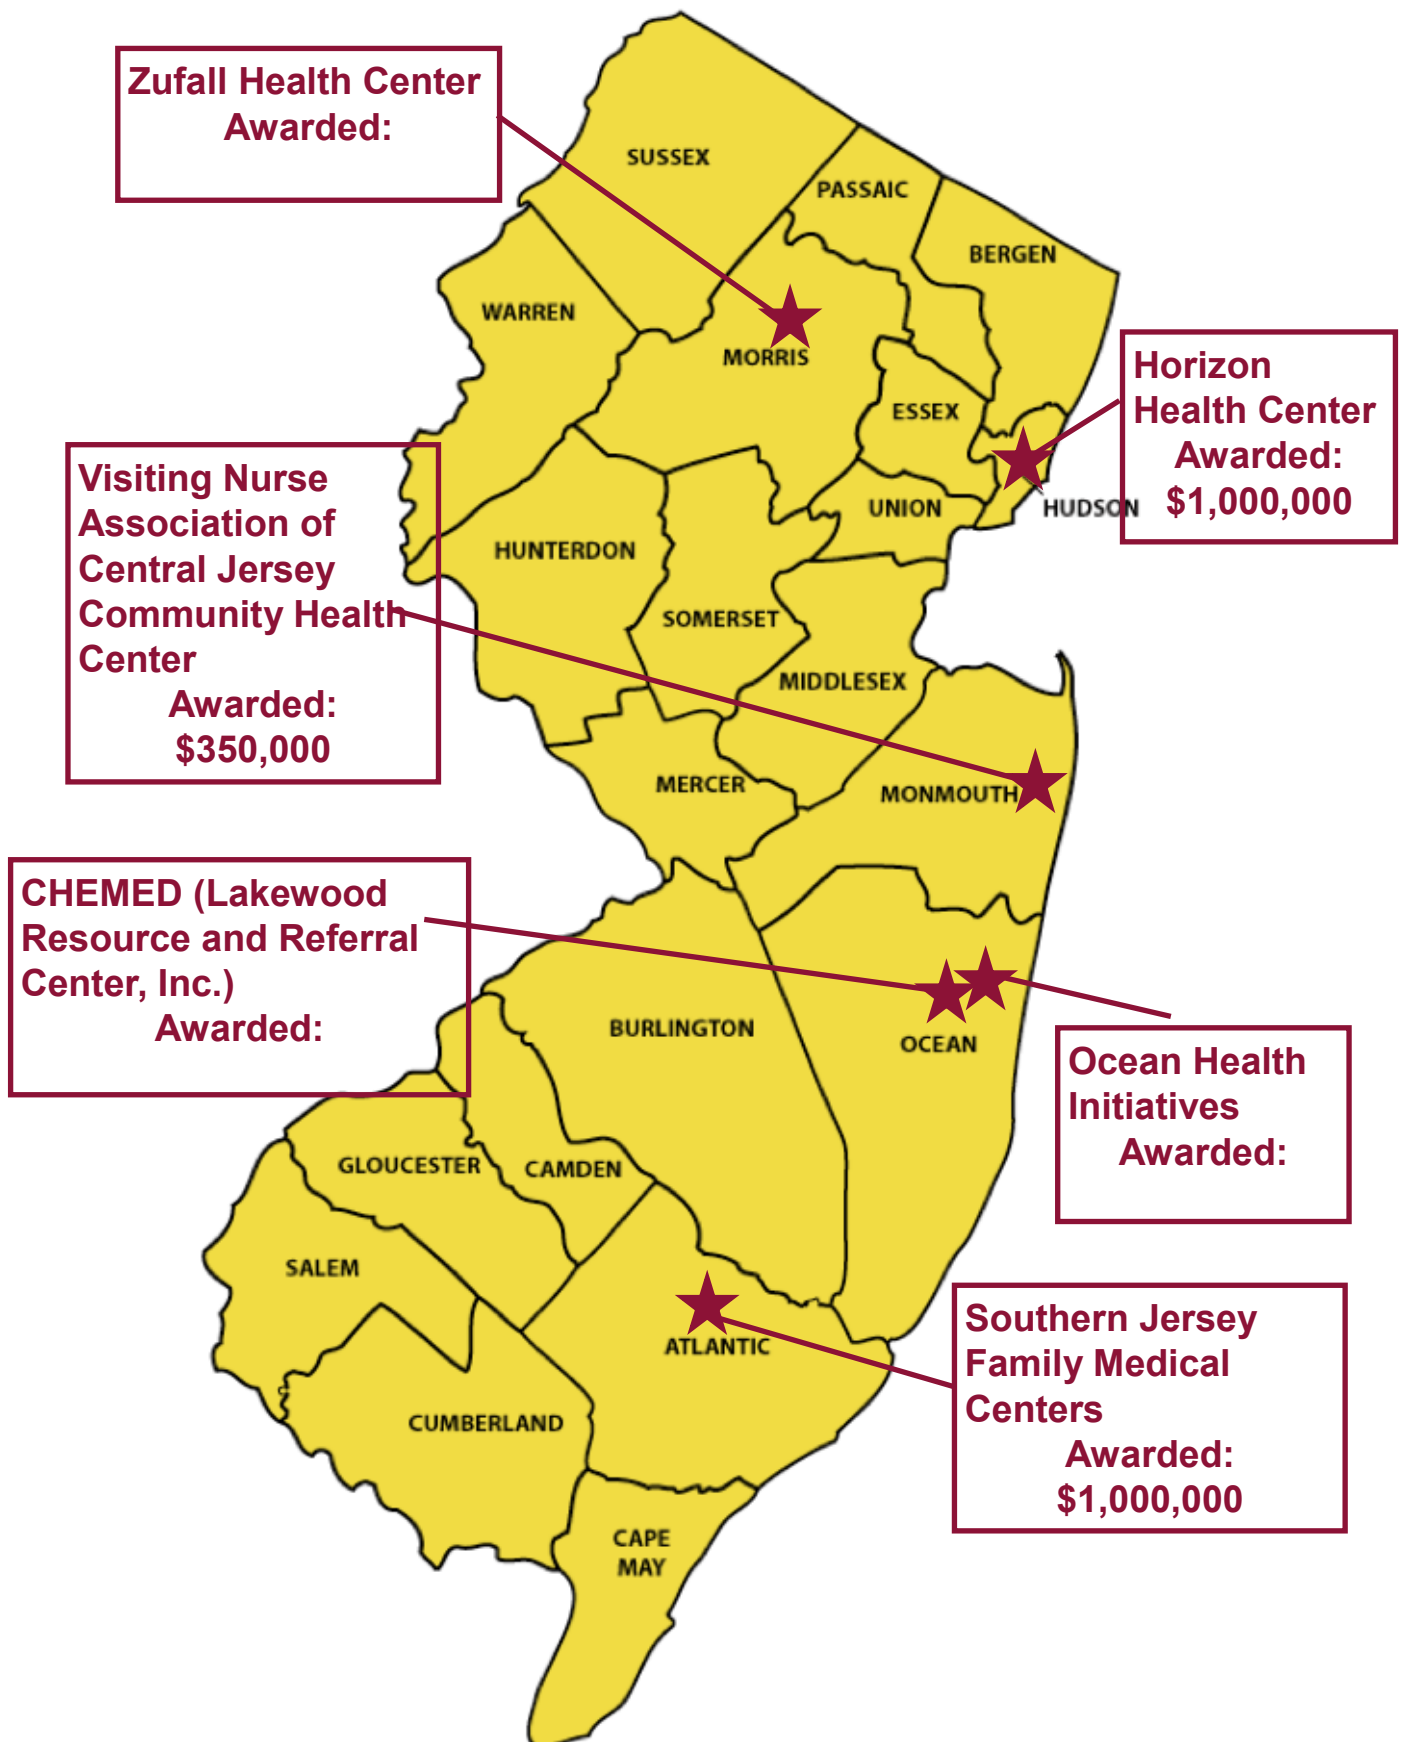 Zufall Health Center
Awarded:
SUSSEX
PASSAIC
BERGEN
WARREN
MORRIS
Horizon
Health Center
Awarded:
$1,000,000
ESSEX
Visiting Nurse
Association of
Central Jersey
Community Health
Center
Awarded:
$350,000
UNION
HUDSON
HUNTERDON
SOMERSET
MIDDLESEX
MERCER
MONMOUTH
CHEMED (Lakewood
Resource and Referral
Center, Inc.)
Awarded:
BURLINGTON
OCEAN
Ocean Health
Initiatives
Awarded:
GLOUCESTER
CAMDEN
SALEM
ATLANTIC
Southern Jersey
Family Medical
Centers
Awarded:
$1,000,000
CUMBERLAND
CAPE
MAY